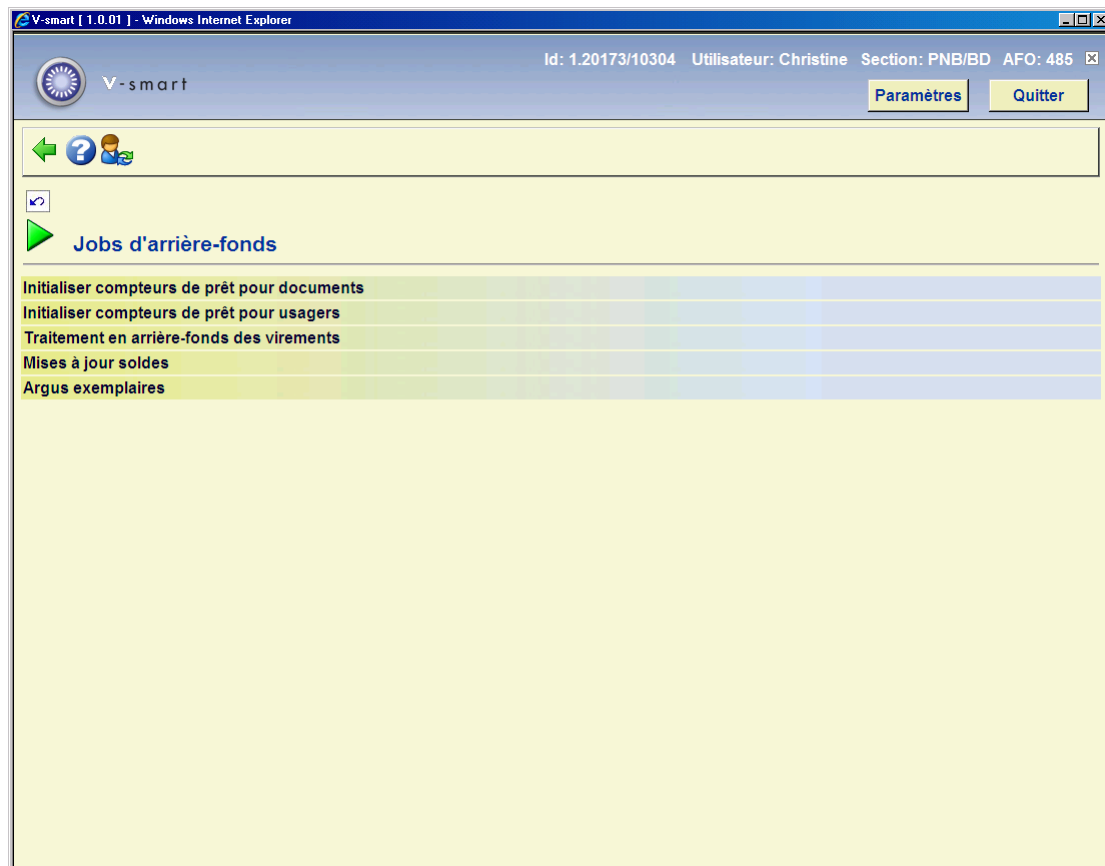 V-smart [ 1.0.01 ] - Windows Internet Explorer
Id: 1.20173/10304 Utilisateur: Christine Section: PNB/BD AFO: 485
V-smart
Paramètres Quitter
Jobs d'arrière-fonds
Initialiser compteurs de prêt pour documents
Initialiser compteurs de prêt pour usagers
Traitement en arrière-fonds des virements
Mises à jour soldes
Argus exemplaires